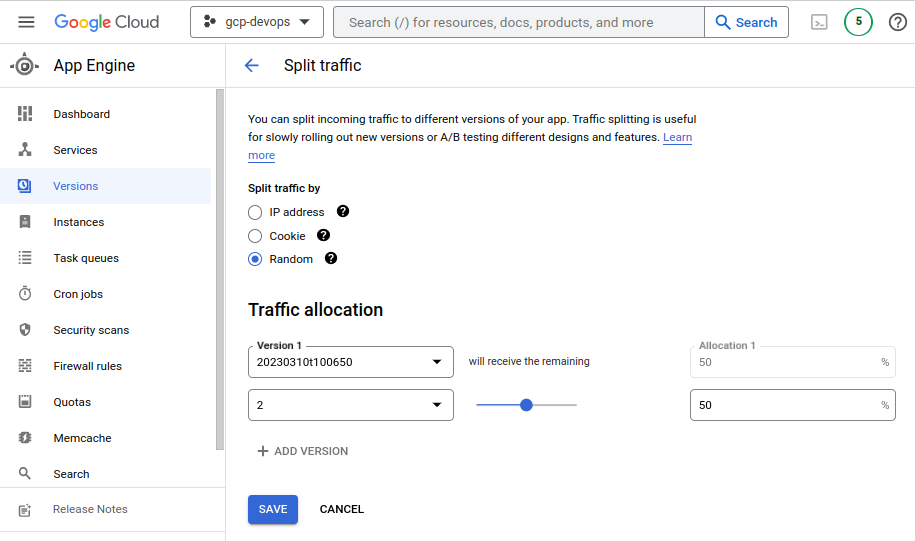 Google Cloud
gcp-devops
Search (/) for resources, docs, products, and more
Search
5
App Engine
Split traffic
Dashboard
Services
Versions
Instances
Task queues
Cron jobs
Security scans
Firewall rules
Quotas
Memcache
Search
Release Notes
You can split incoming traffic to different versions of your app. Traffic splitting is useful
for slowly rolling out new versions or A/B testing different designs and features. Learn
more
Split traffic by
IP address
Cookie
Random
Traffic allocation
Version 1
20230310t100650
will receive the remaining
Allocation 1
50 %
2
50 %
+ ADD VERSION
SAVE CANCEL